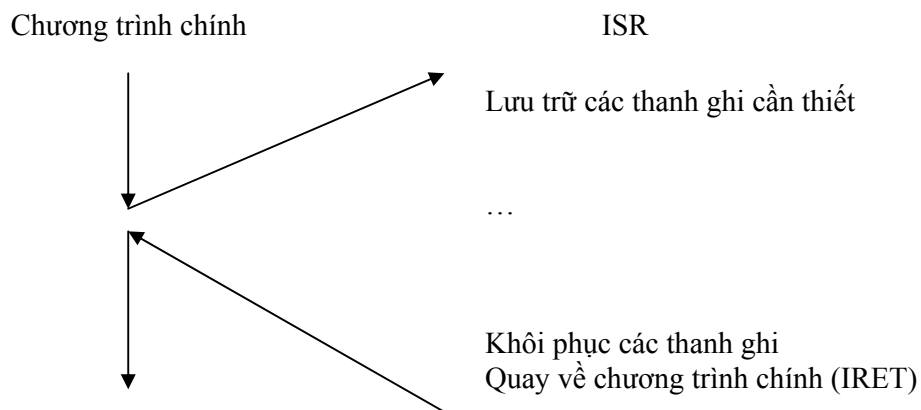 Chương trình chính
ISR
Lưu trữ các thanh ghi cần thiết
…
Khôi phục các thanh ghi
Quay về chương trình chính (IRET)